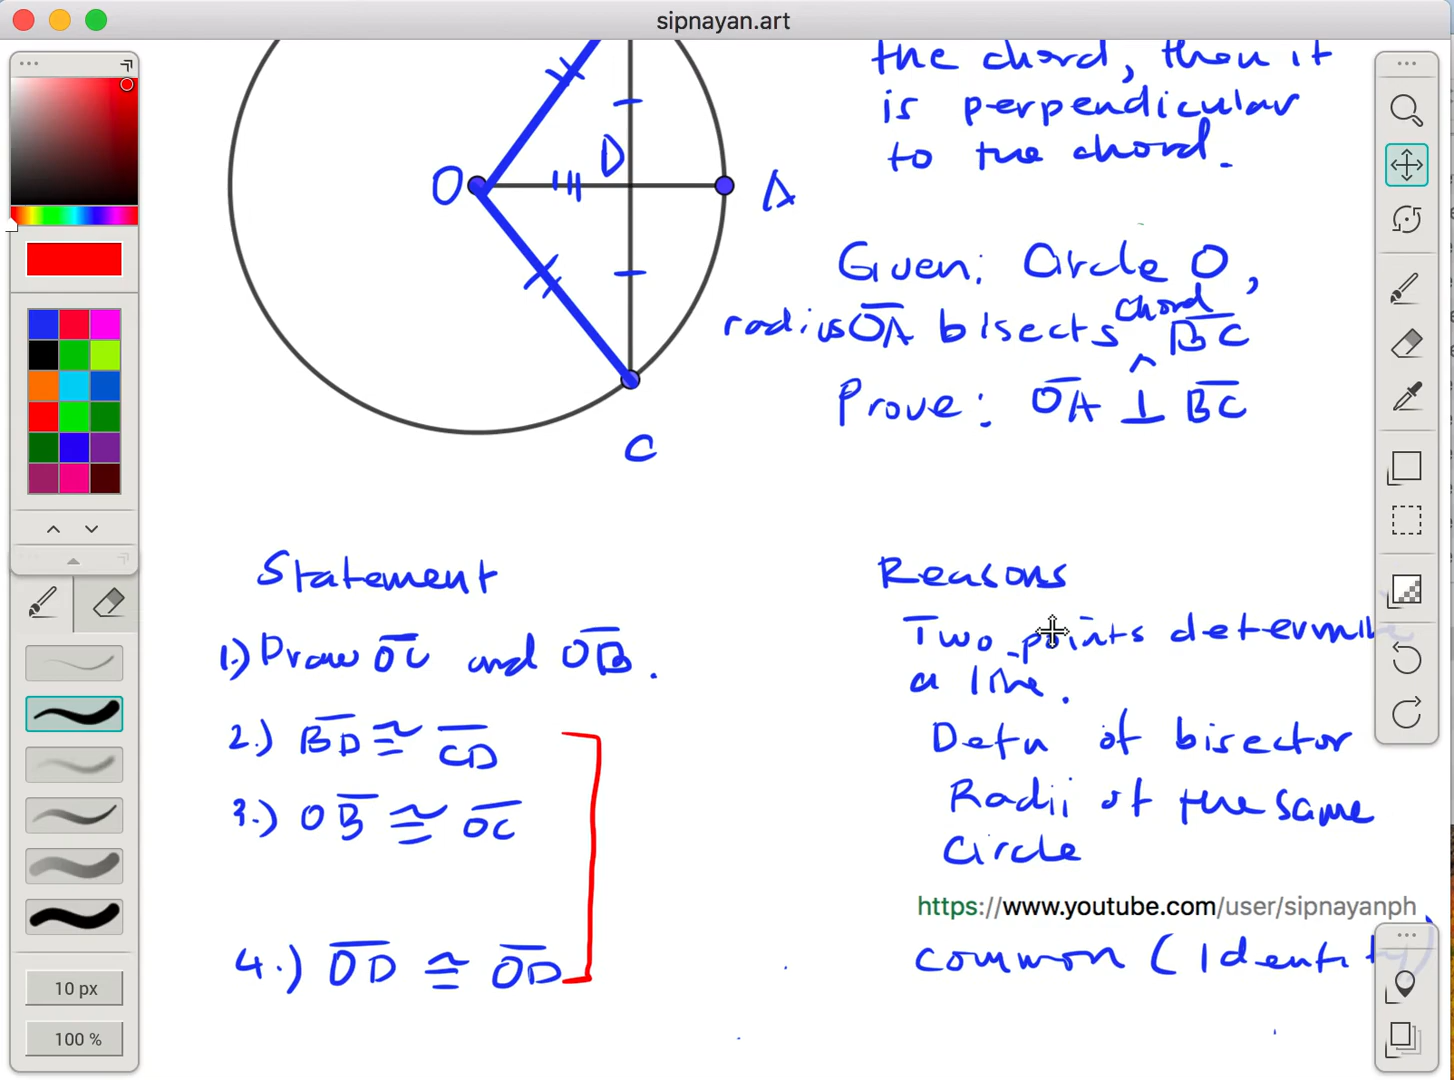 sipnayan.art
the chord, then it
is perpendicular
to the chord.
D
O
A
C
Given: Circle O,
chord
radius OA bisects ^ BC
Prove: OA ⊥ BC
Statement
Reasons
1.) Draw OC and OB.
Two points determine
a line.
2.) BD ≅ CD
Defn of bisector
3.) OB ≅ OC
Radii of the same
Circle
https://www.youtube.com/user/sipnayanph
4.) OD ≅ OD
common (Identity)
10 px
100 %